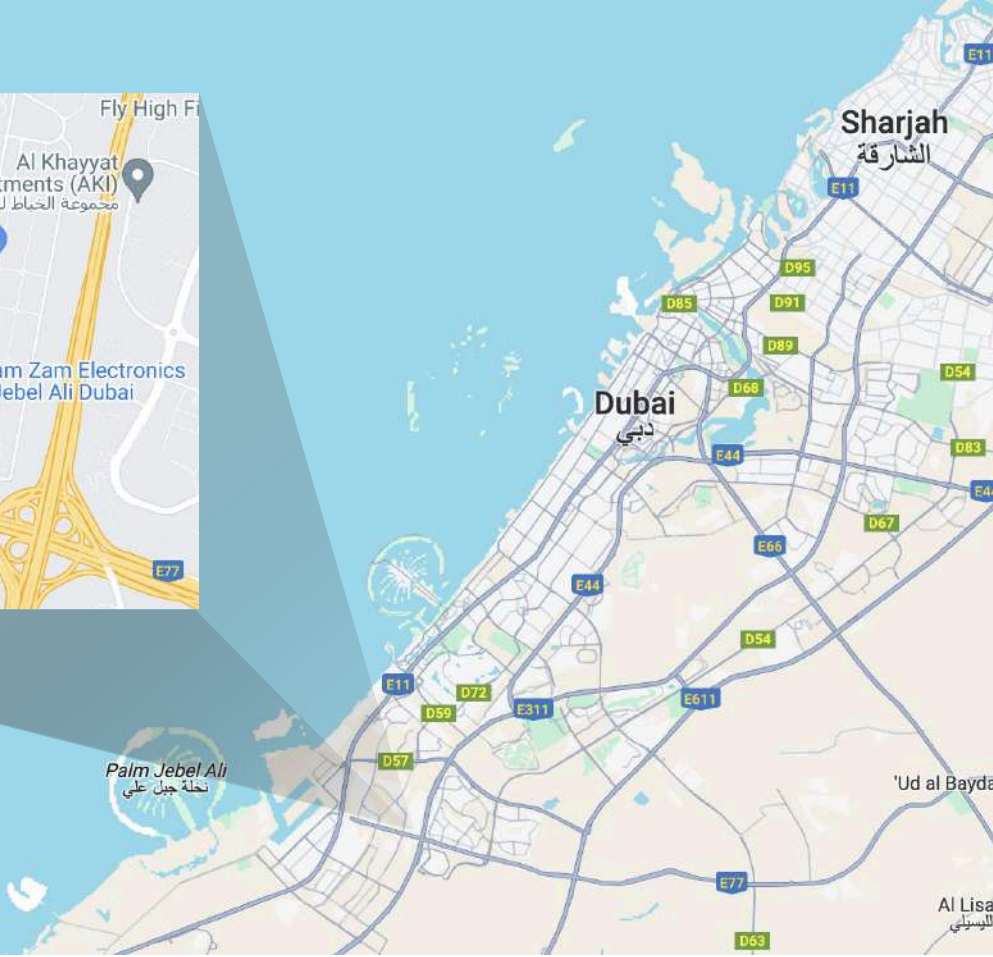 E11
Fly High Fi
Sharjah
الشارقة
Al Khayyat
tments (AKI)
مجموعة الخياط ل
E11
D95
D85
D91
D89
am Zam Electronics
Jebel Ali Dubai
D54
D68
Dubai
دبي
D83
E44
E44
D67
E66
E77
E44
D54
E11
D72
E611
E311
D59
D57
Palm Jebel Ali
نخلة جبل علي
'Ud al Bayda
E77
Al Lisa
الليسيلي
D63